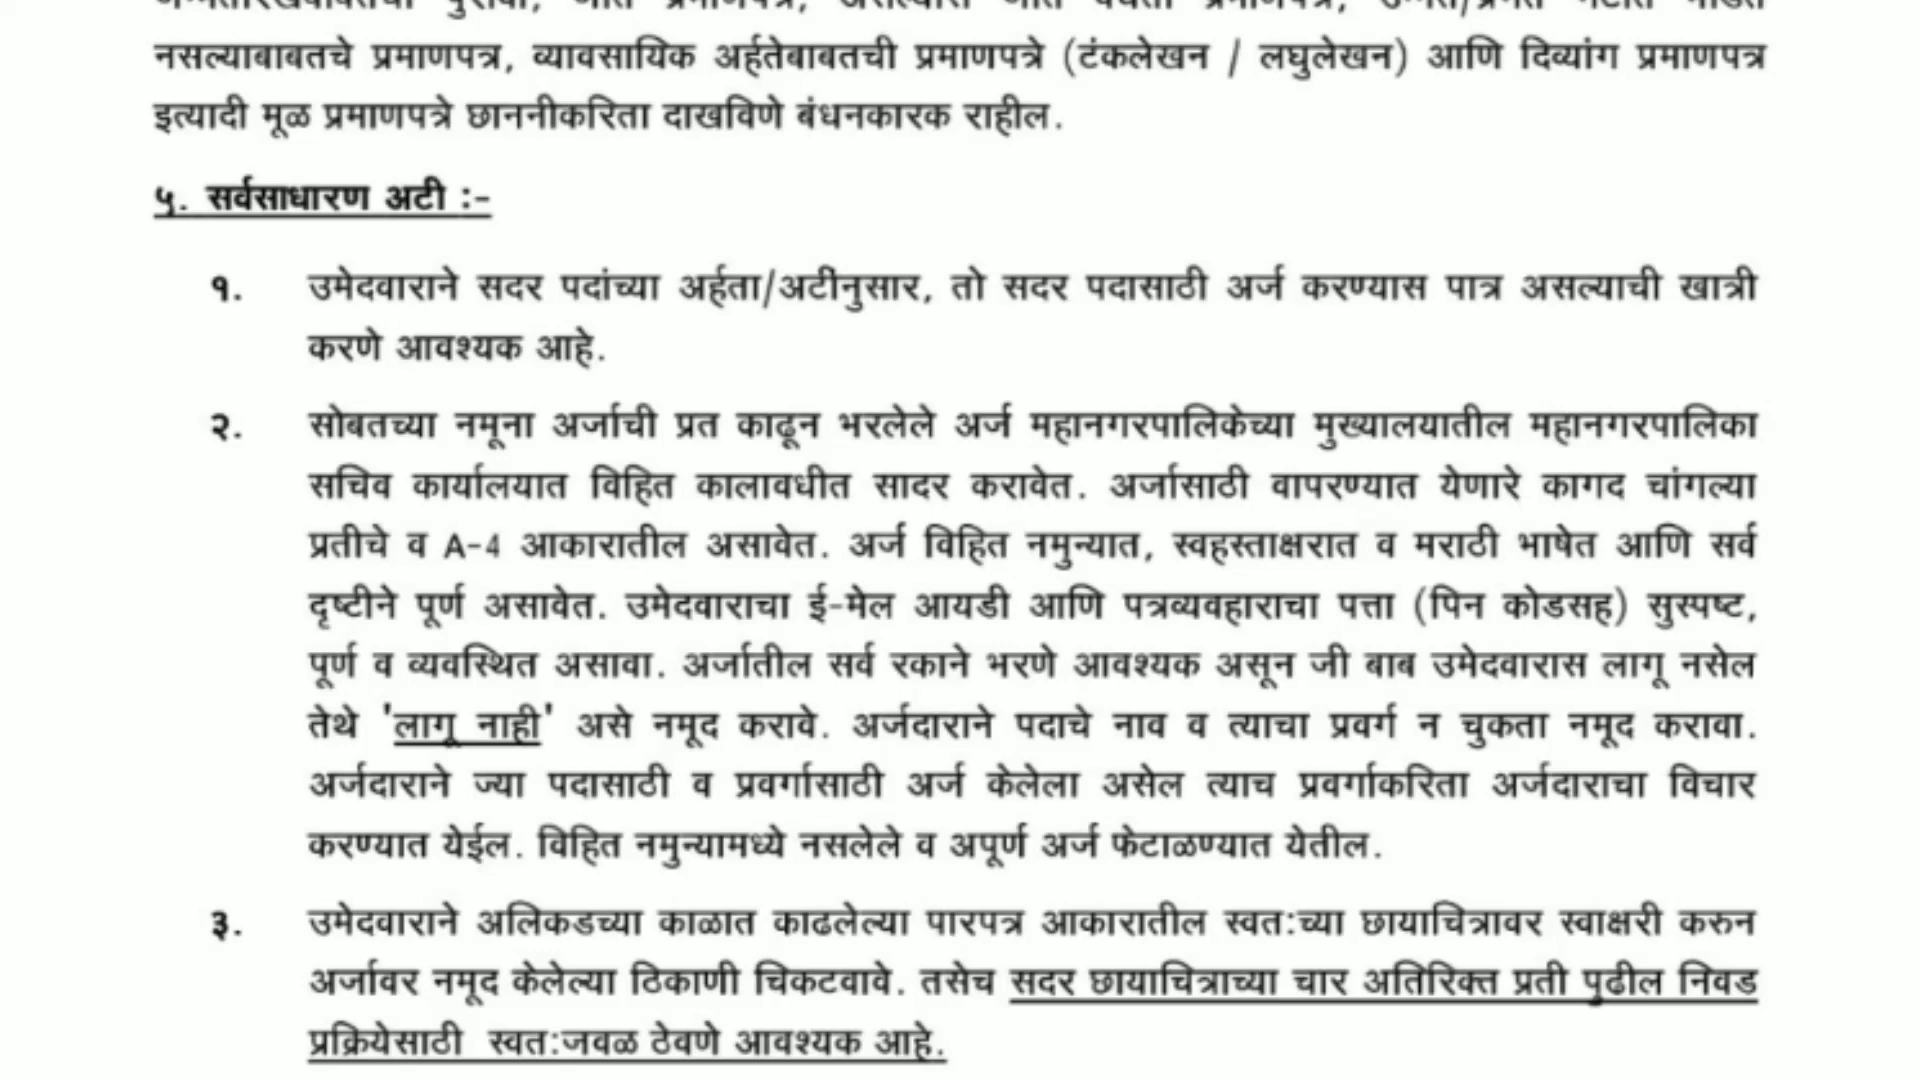 नसल्याबाबतचे प्रमाणपत्र, व्यावसायिक अर्हतेबाबतची प्रमाणपत्रे (टंकलेखन / लघुलेखन) आणि दिव्यांग प्रमाणपत्र
इत्यादी मूळ प्रमाणपत्रे छाननीकरिता दाखविणे बंधनकारक राहील.
५. सर्वसाधारण अटी :-
१. उमेदवाराने सदर पदांच्या अर्हता/अटीनुसार, तो सदर पदासाठी अर्ज करण्यास पात्र असल्याची खात्री
करणे आवश्यक आहे.
२. सोबतच्या नमूना अर्जाची प्रत काढून भरलेले अर्ज महानगरपालिकेच्या मुख्यालयातील महानगरपालिका
सचिव कार्यालयात विहित कालावधीत सादर करावेत. अर्जासाठी वापरण्यात येणारे कागद चांगल्या
प्रतीचे व A-4 आकारातील असावेत. अर्ज विहित नमुन्यात, स्वहस्ताक्षरात व मराठी भाषेत आणि सर्व
दृष्टीने पूर्ण असावेत. उमेदवाराचा ई-मेल आयडी आणि पत्रव्यवहाराचा पत्ता (पिन कोडसह) सुस्पष्ट,
पूर्ण व व्यवस्थित असावा. अर्जातील सर्व रकाने भरणे आवश्यक असून जी बाब उमेदवारास लागू नसेल
तेथे 'लागू नाही' असे नमूद करावे. अर्जदाराने पदाचे नाव व त्याचा प्रवर्ग न चुकता नमूद करावा.
अर्जदाराने ज्या पदासाठी व प्रवर्गासाठी अर्ज केलेला असेल त्याच प्रवर्गाकरिता अर्जदाराचा विचार
करण्यात येईल. विहित नमुन्यामध्ये नसलेले व अपूर्ण अर्ज फेटाळण्यात येतील.
३. उमेदवाराने अलिकडच्या काळात काढलेल्या पारपत्र आकारातील स्वत:च्या छायाचित्रावर स्वाक्षरी करुन
अर्जावर नमूद केलेल्या ठिकाणी चिकटवावे. तसेच सदर छायाचित्राच्या चार अतिरिक्त प्रती पुढील निवड
प्रक्रियेसाठी स्वत:जवळ ठेवणे आवश्यक आहे.